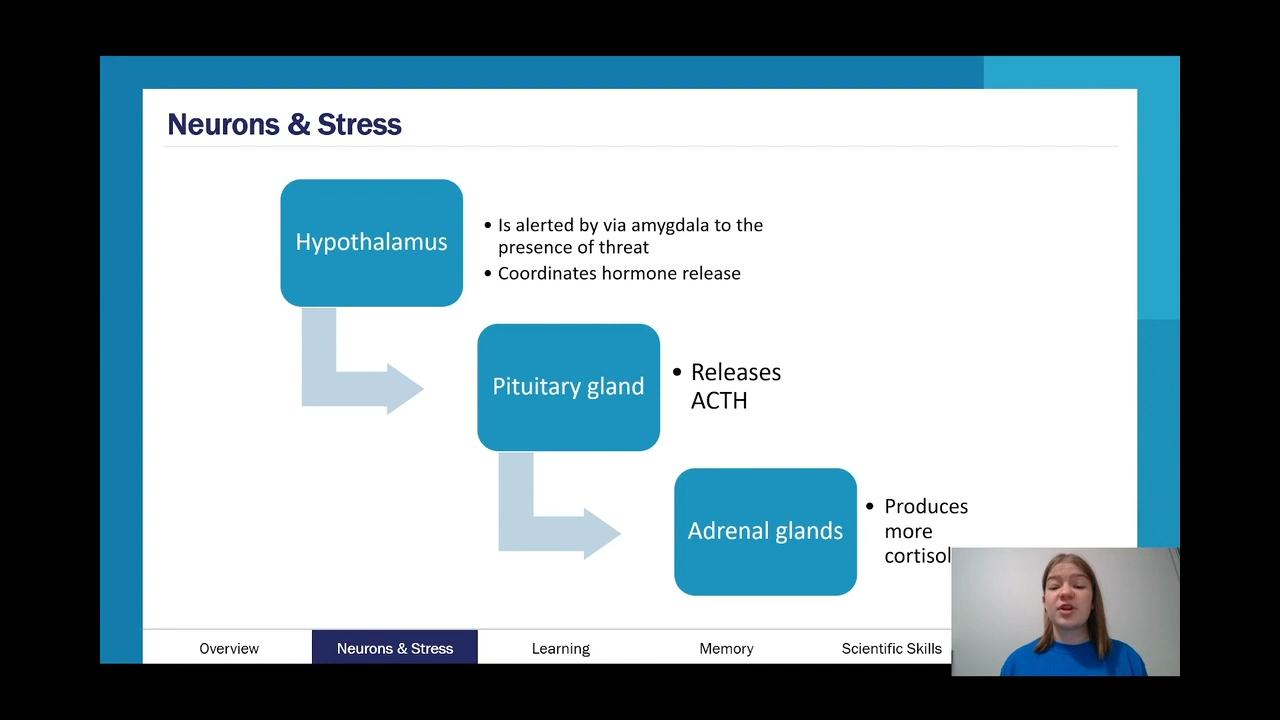 Neurons & Stress
Hypothalamus
• Is alerted by via amygdala to the
presence of threat
• Coordinates hormone release
Pituitary gland
• Releases
ACTH
Adrenal glands
• Produces
more
cortisol
Overview
Neurons & Stress
Learning
Memory
Scientific Skills